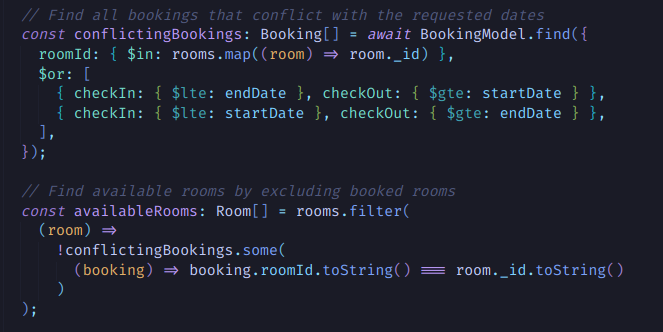 // Find all bookings that conflict with the requested dates
const conflictingBookings: Booking[] = await BookingModel.find({
  roomId: { $in: rooms.map((room) => room._id) },
  $or: [
    { checkIn: { $lte: endDate }, checkOut: { $gte: startDate } },
    { checkIn: { $lte: startDate }, checkOut: { $gte: endDate } },
  ],
});

// Find available rooms by excluding booked rooms
const availableRooms: Room[] = rooms.filter(
  (room) =>
    !conflictingBookings.some(
      (booking) => booking.roomId.toString() === room._id.toString()
    )
);